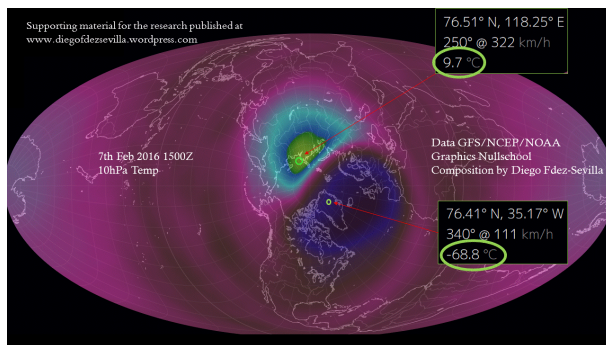 Supporting material for the research published at
www.diegofdezsevilla.wordpress.com
76.51° N, 118.25° E
250° @ 322 km/h
9.7 °C
7th Feb 2016 1500Z
10hPa Temp
Data GFS/NCEP/NOAA
Graphics Nullschool
Composition by Diego Fdez-Sevilla
76.41° N, 35.17° W
340° @ 111 km/h
-68.8 °C